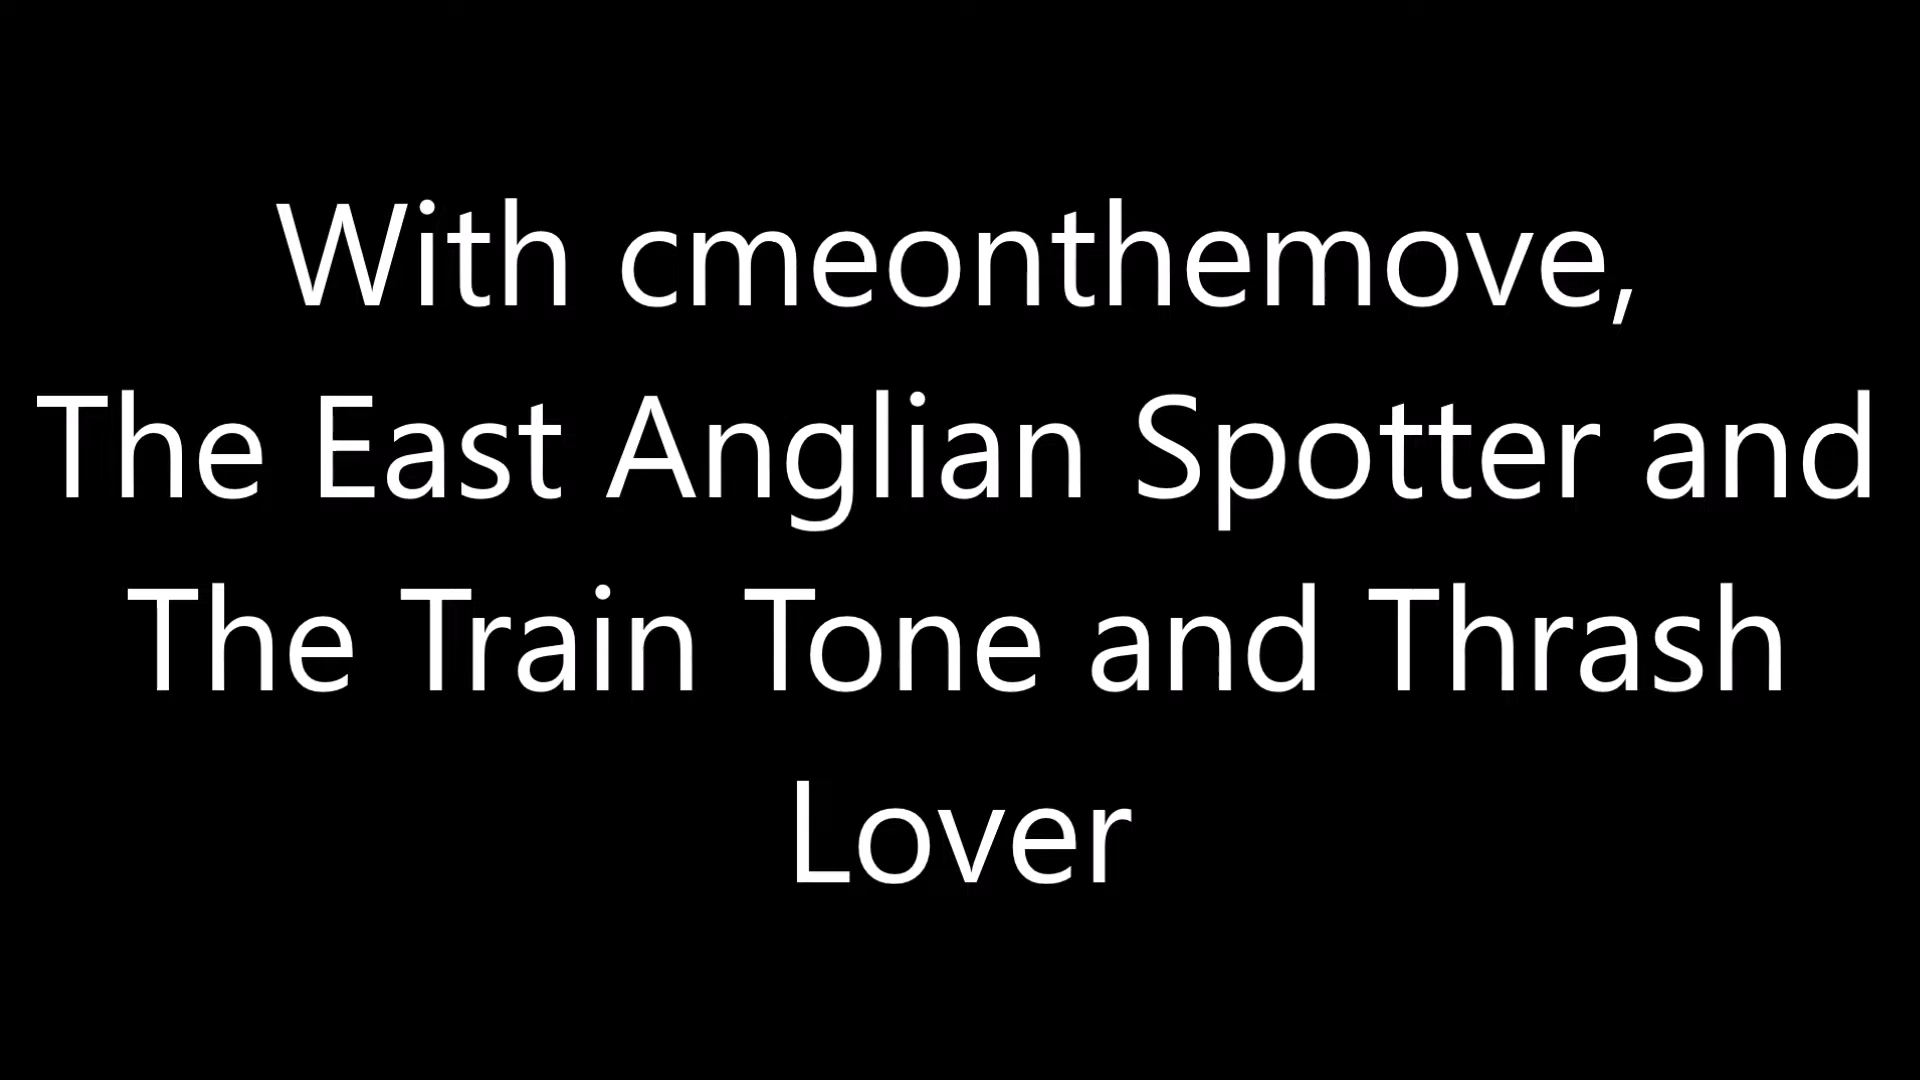 With cmeonthemove,
The East Anglian Spotter and
The Train Tone and Thrash
Lover